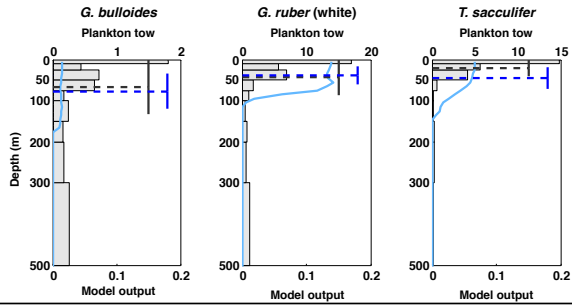 G. bulloides
Plankton tow
0 1 2
0
50
100
200
300
500
Depth (m)
0 0.1 0.2
Model output
G. ruber (white)
Plankton tow
0 10 20
0
50
100
200
300
500
0 0.1 0.2
Model output
T. sacculifer
Plankton tow
0 5 10 15
0
50
100
200
300
500
0 0.1 0.2
Model output